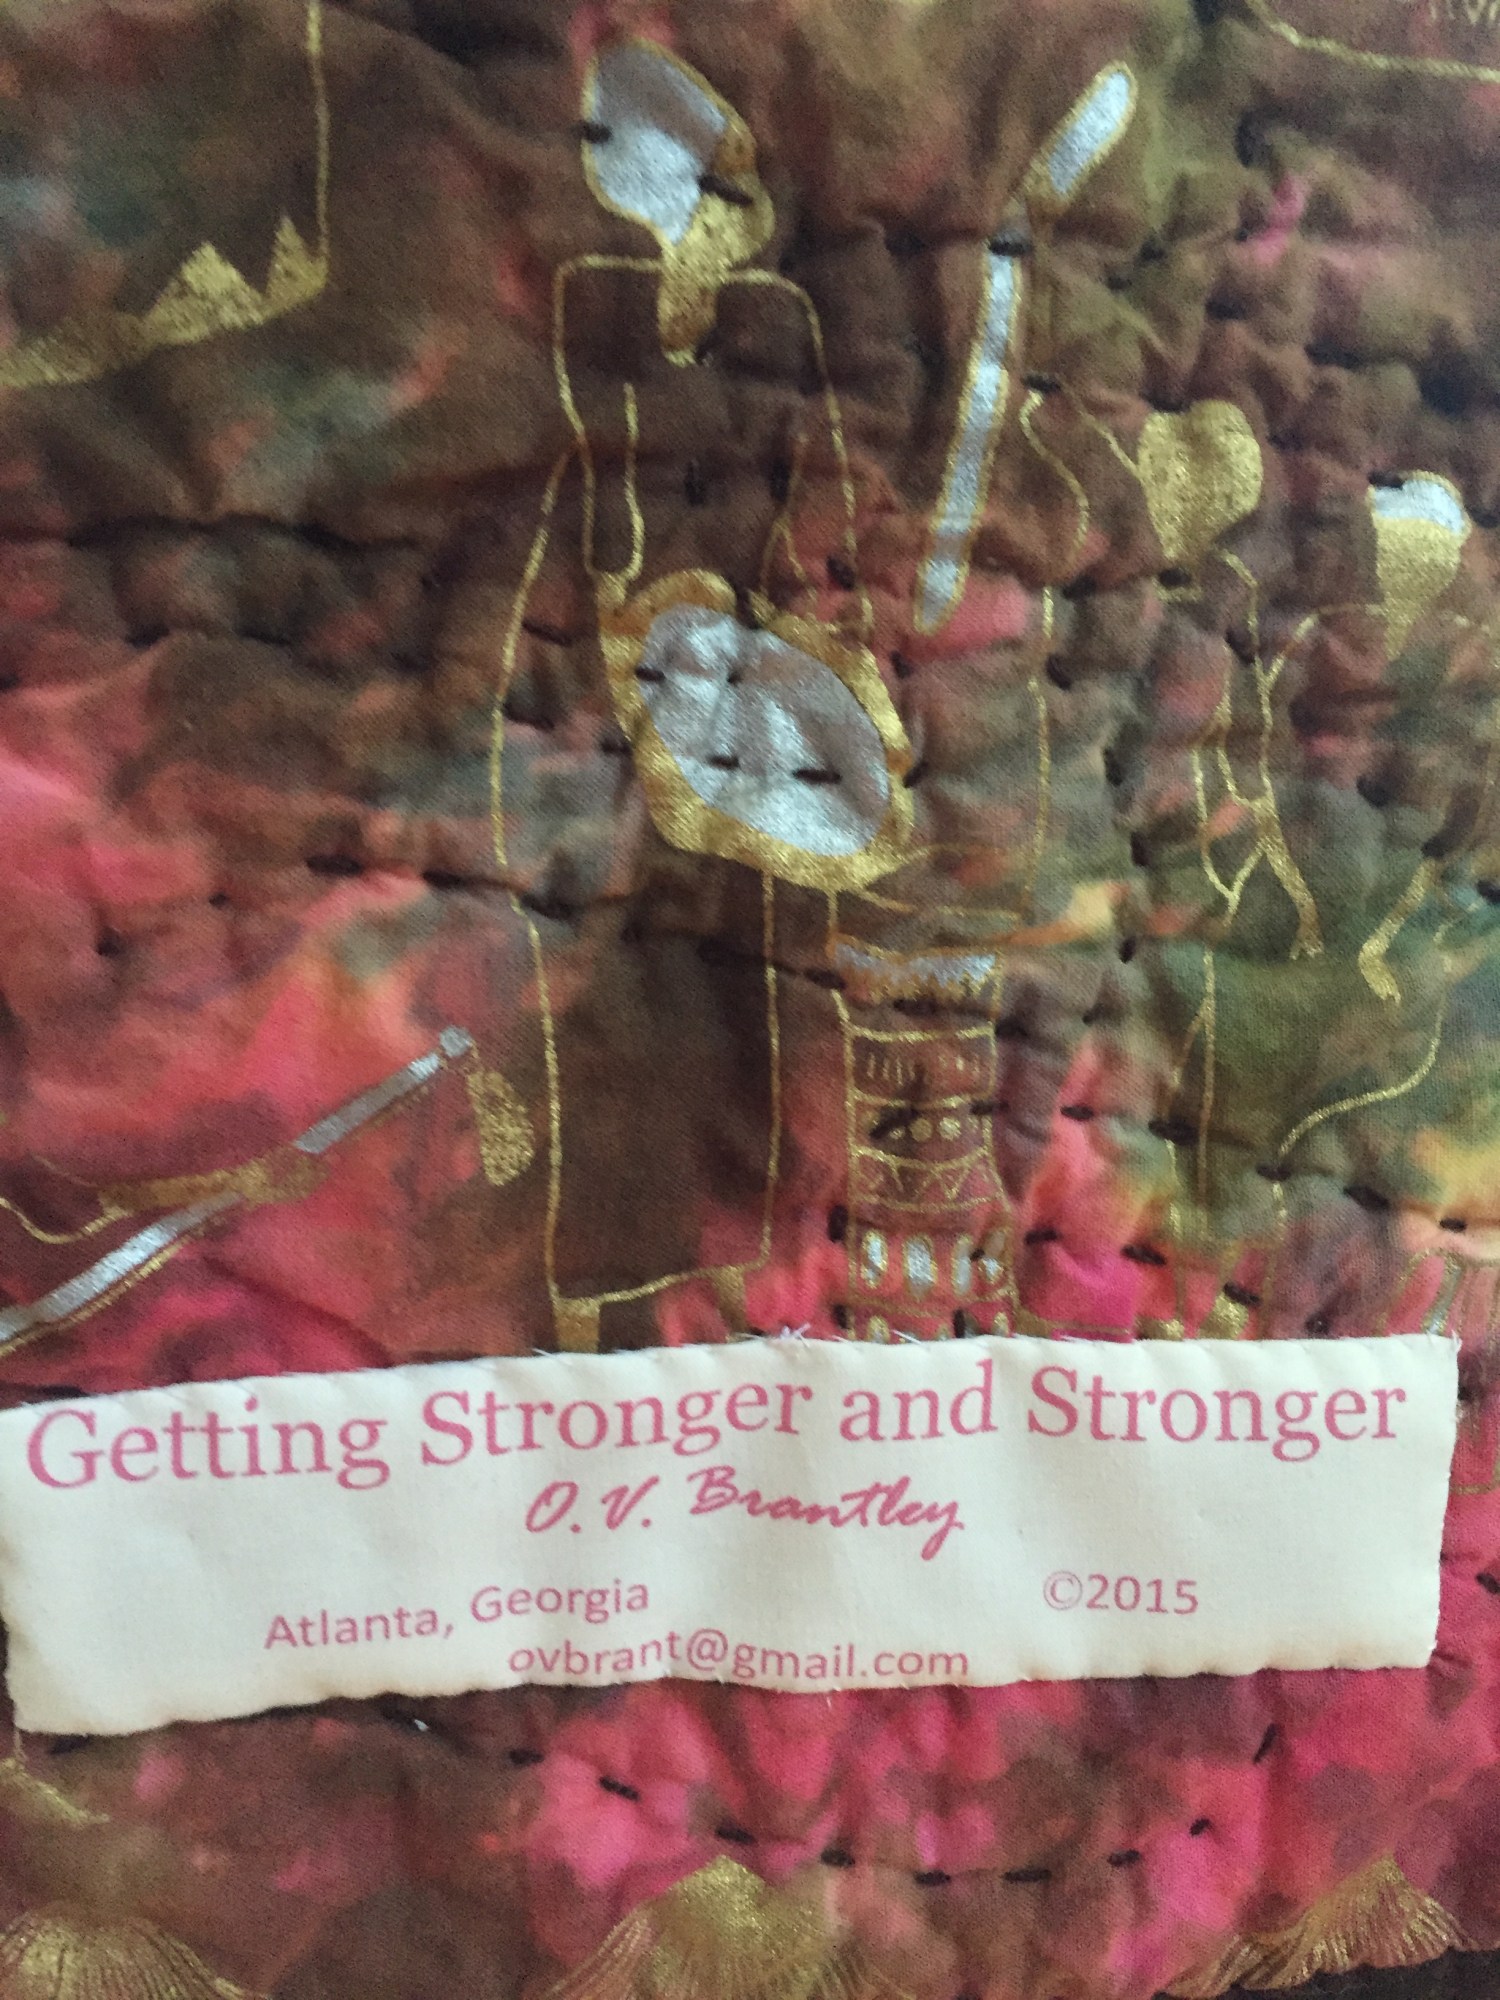 Getting Stronger and Stronger
O. V. Brantley
Atlanta, Georgia ©2015
ovbrant@gmail.com